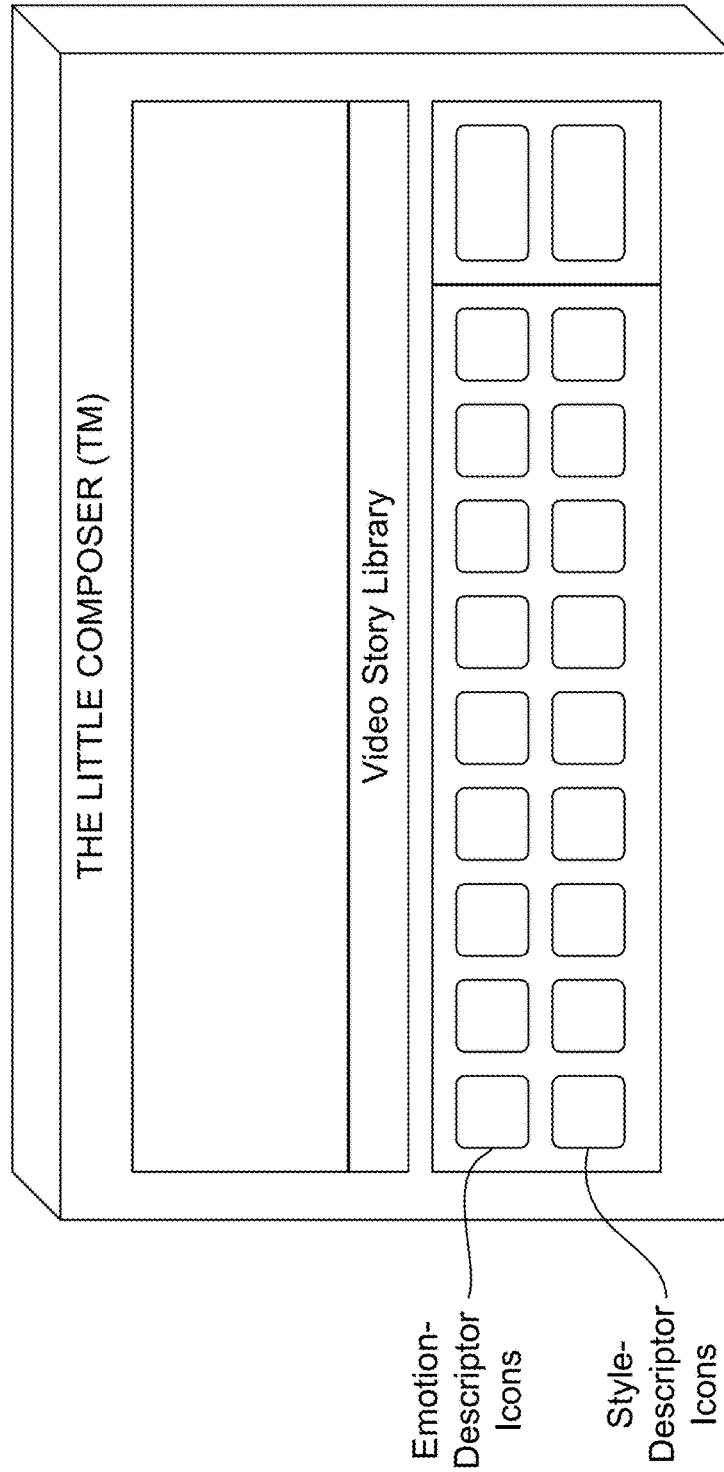 THE LITTLE COMPOSER (TM)
Video Story Library
Emotion-
Descriptor
Icons
Style-
Descriptor
Icons